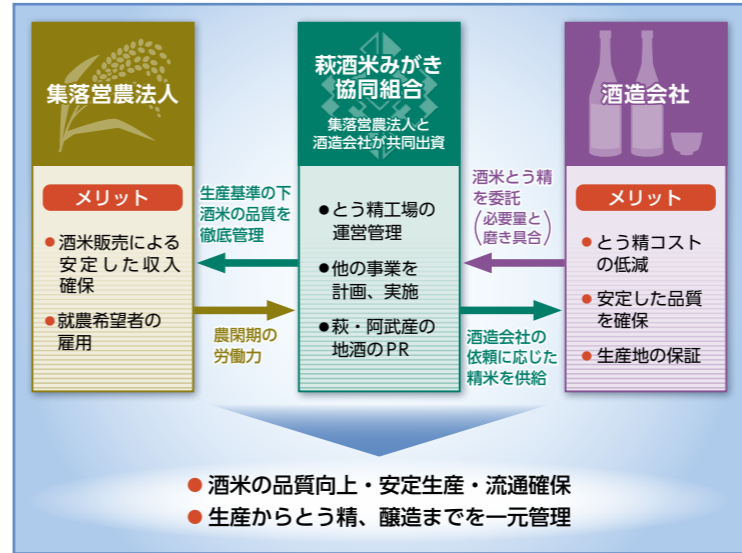 集落営農法人
メリット
●酒米販売による
安定した収入
確保
●就農希望者の
雇用
生産基準の下
酒米の品質を
徹底管理
農閑期の
労働力
萩酒米みがき
協同組合
集落営農法人と
酒造会社が共同出資
●とう精工場の
運営管理
●他の事業を
計画、実施
●萩・阿武産の
地酒のPR
酒米とう精
を委託
(必要量と
磨き具合)
酒造会社の
依頼に応じた
精米を供給
酒造会社
メリット
●とう精コスト
の低減
●安定した品質
を確保
●生産地の保証
●酒米の品質向上・安定生産・流通確保
●生産からとう精、醸造までを一元管理